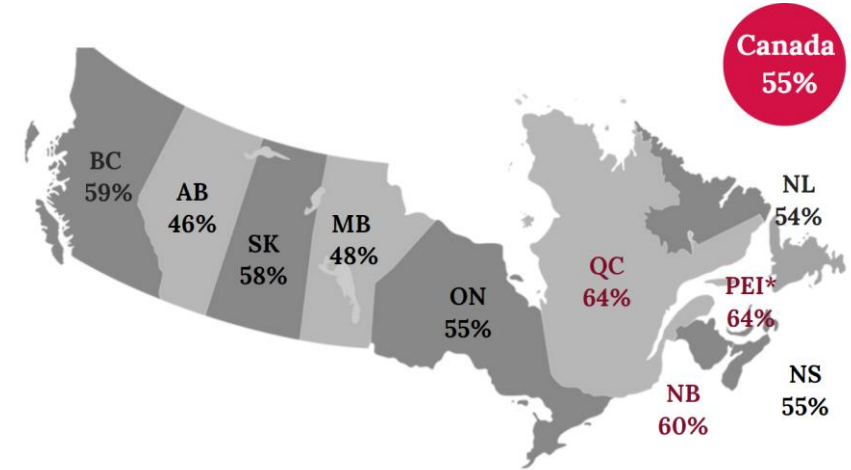 Canada
55%
BC
59%
AB
46%
SK
58%
MB
48%
ON
55%
QC
64%
NL
54%
PEI*
64%
NB
60%
NS
55%